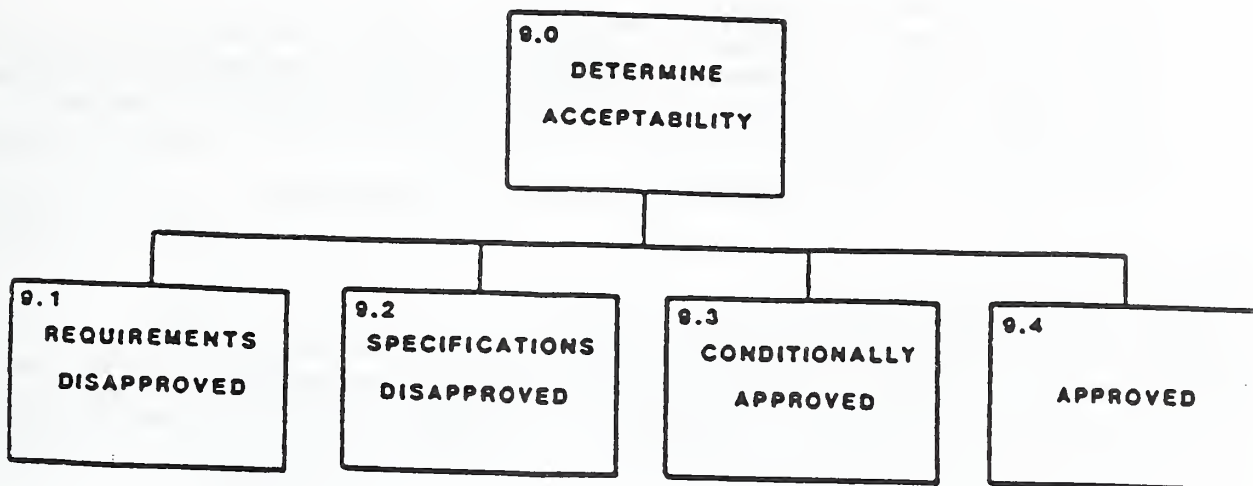 9.0
DETERMINE
ACCEPTABILITY
9.1
REQUIREMENTS
DISAPPROVED
9.2
SPECIFICATIONS
DISAPPROVED
9.3
CONDITIONALLY
APPROVED
9.4
APPROVED